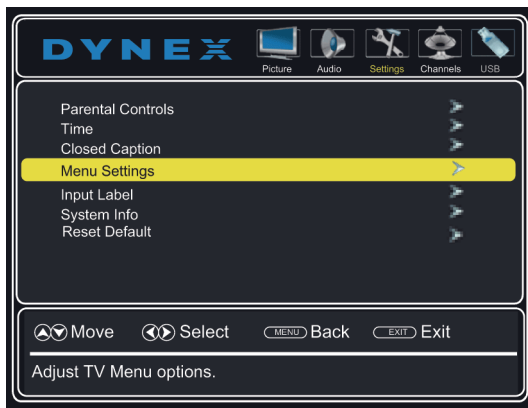 DYNEX
Picture Audio Settings Channels USB
Parental Controls
Time
Closed Caption
Menu Settings
Input Label
System Info
Reset Default
Move Select MENU Back EXIT Exit
Adjust TV Menu options.